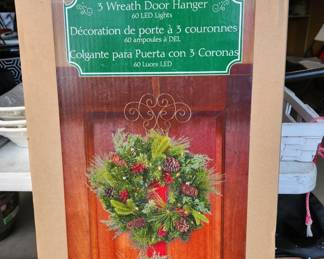 3 Wreath Door Hanger
60 LED Lights
Décoration de porte à 3 couronnes
60 ampoules à DEL
Colgante para Puerta con 3 Coronas
60 Luces LED